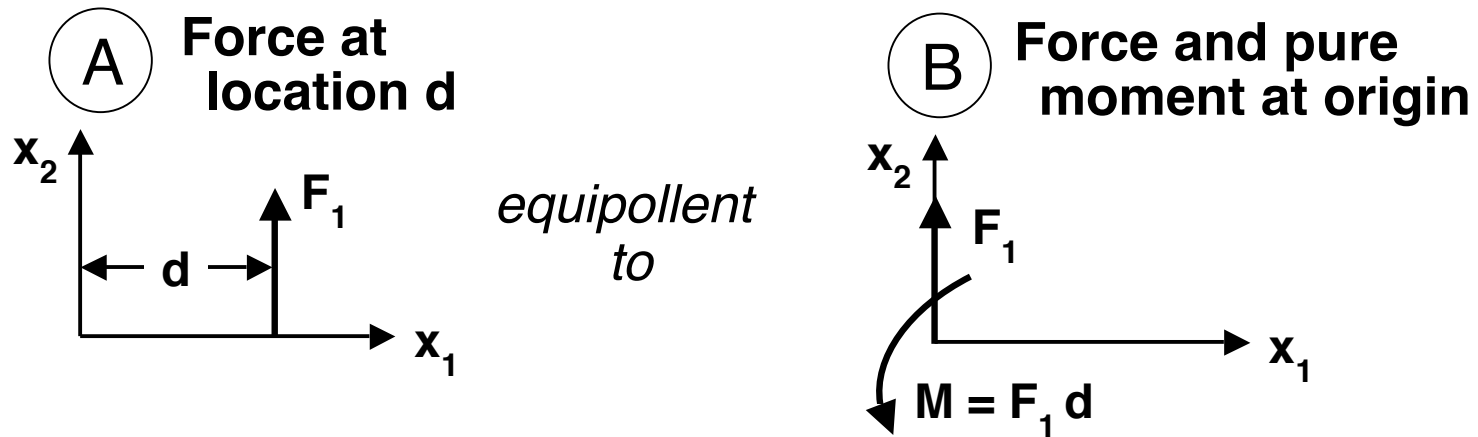 A
Force at
location d
x₂
F₁
d
x₁
equipollent
to
B
Force and pure
moment at origin
x₂
F₁
x₁
M = F₁ d